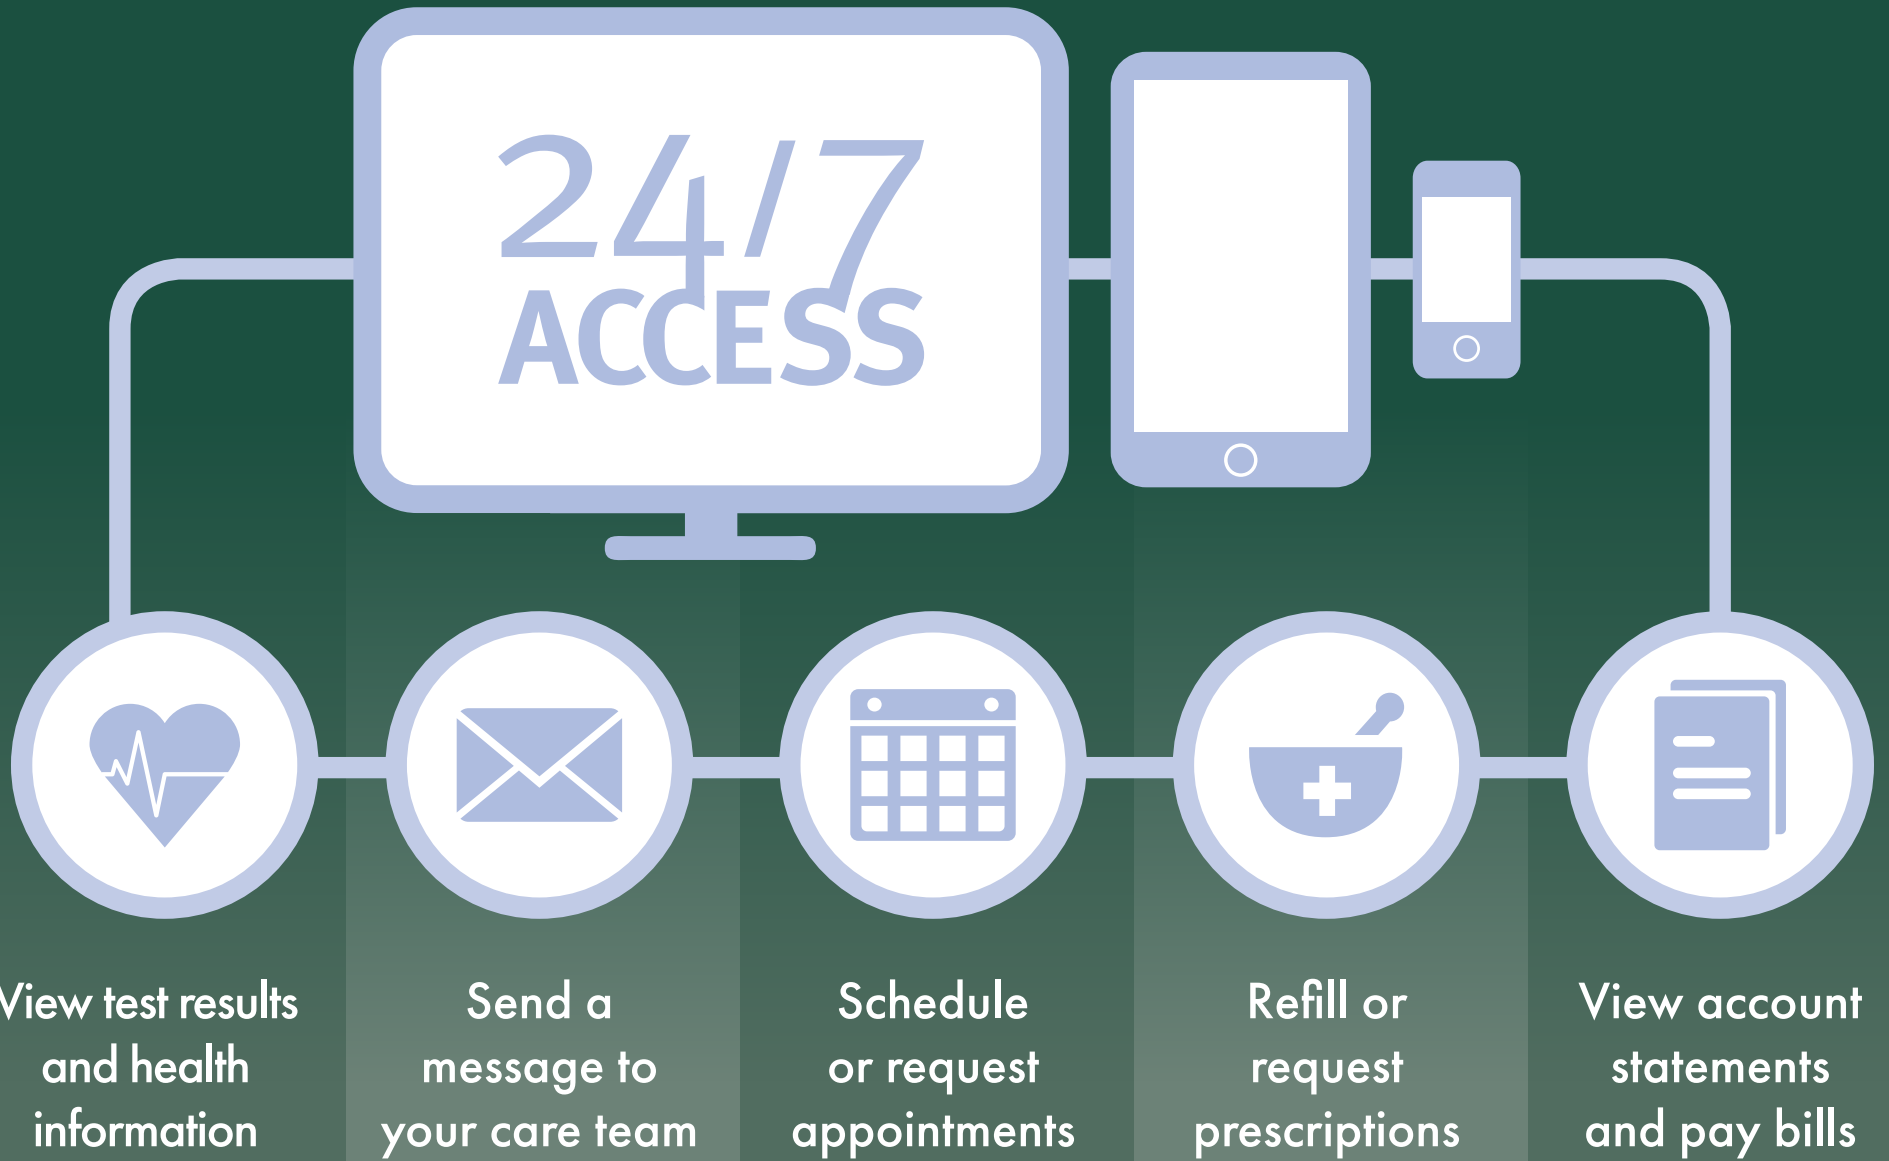 24/7
ACCESS
View test results
and health
information
Send a
message to
your care team
Schedule
or request
appointments
Refill or
request
prescriptions
View account
statements
and pay bills